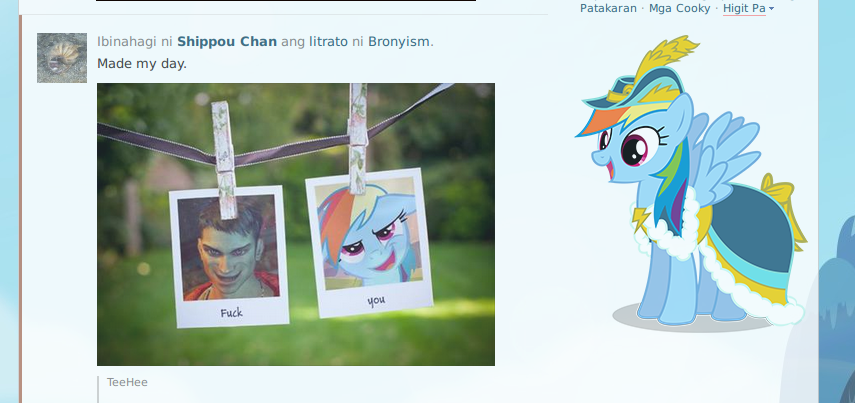 Patakaran · Mga Cooky · Higit Pa
Ibinahagi ni Shippou Chan ang litrato ni Bronyism.
Made my day.
Fuck
you
TeeHee